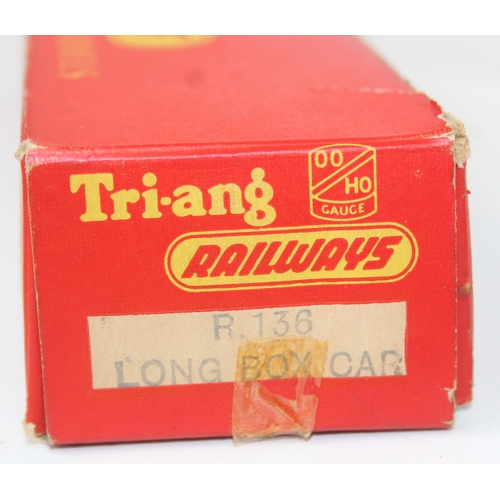 Tri-ang
OO/HO
GAUGE
RAILWAYS
R.136
LONG BOX CAR